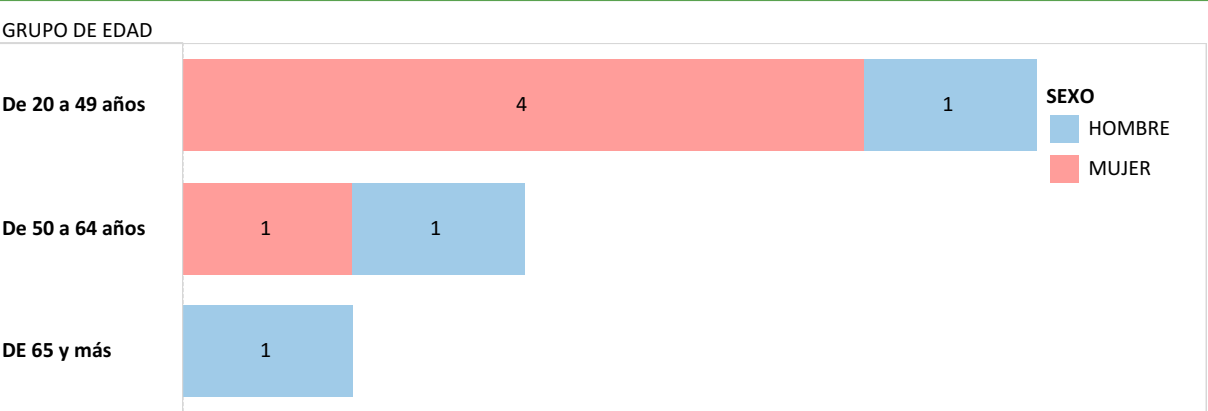 GRUPO DE EDAD
De 20 a 49 años
4
1
SEXO
HOMBRE
MUJER
De 50 a 64 años
1
1
DE 65 y más
1